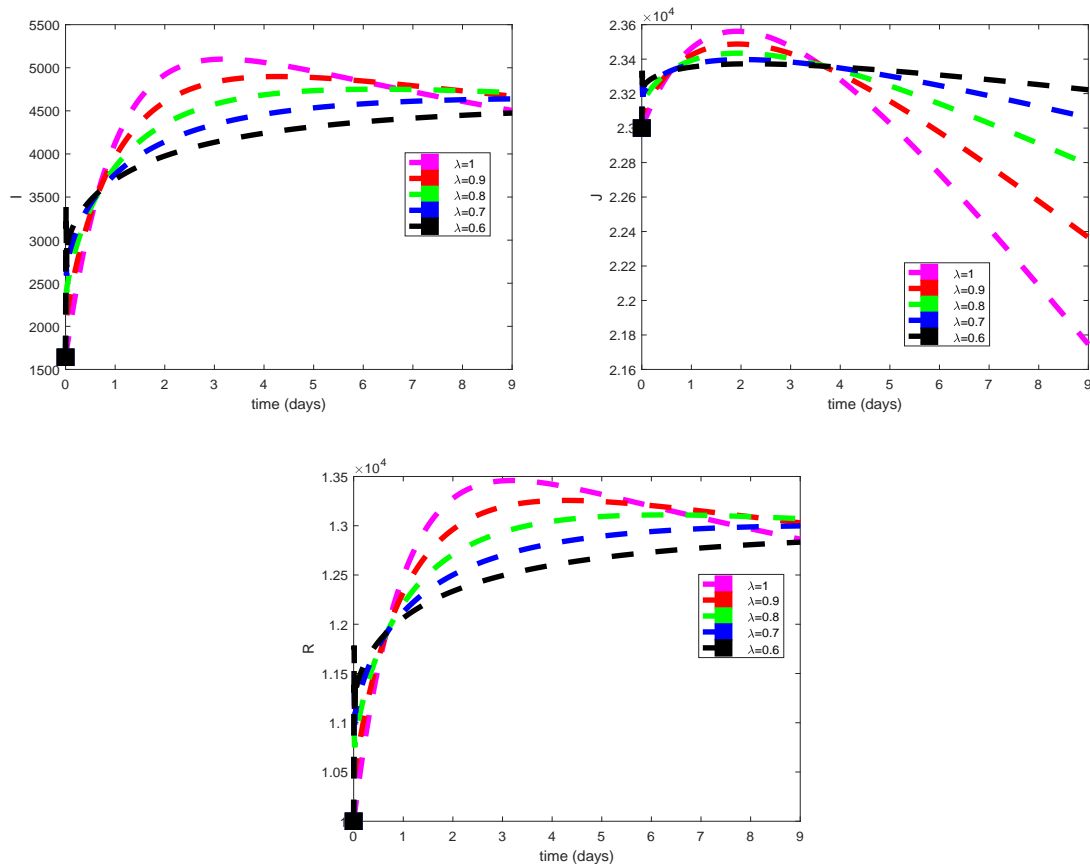 5500
5000
4500
4000
3500
3000
2500
2000
1500
I
0 1 2 3 4 5 6 7 8 9
time (days)
λ=1
λ=0.9
λ=0.8
λ=0.7
λ=0.6
×10⁴
2.36
2.34
2.32
2.3
2.28
2.26
2.24
2.22
2.2
2.18
2.16
J
0 1 2 3 4 5 6 7 8 9
time (days)
λ=1
λ=0.9
λ=0.8
λ=0.7
λ=0.6
×10⁴
1.35
1.3
1.25
1.2
1.15
1.1
1.05
1
R
0 1 2 3 4 5 6 7 8 9
time (days)
λ=1
λ=0.9
λ=0.8
λ=0.7
λ=0.6